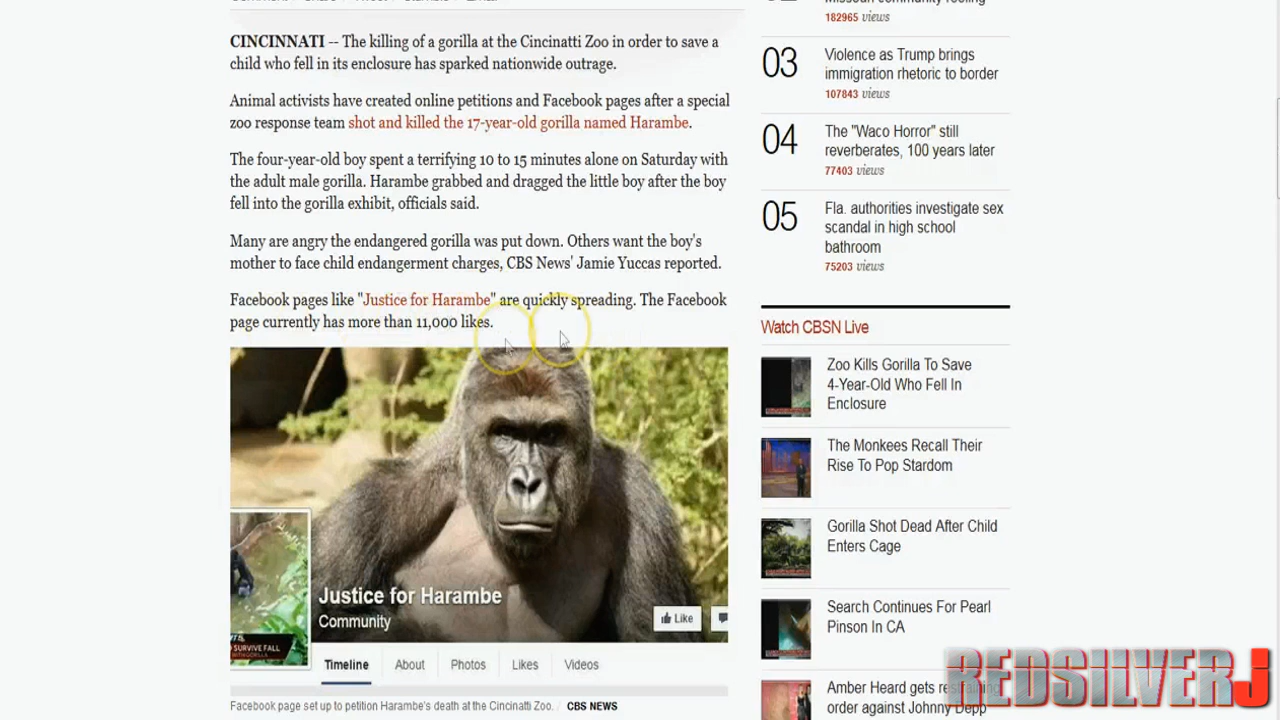 CINCINNATI -- The killing of a gorilla at the Cincinatti Zoo in order to save a
child who fell in its enclosure has sparked nationwide outrage.
Animal activists have created online petitions and Facebook pages after a special
zoo response team shot and killed the 17-year-old gorilla named Harambe.
The four-year-old boy spent a terrifying 10 to 15 minutes alone on Saturday with
the adult male gorilla. Harambe grabbed and dragged the little boy after the boy
fell into the gorilla exhibit, officials said.
Many are angry the endangered gorilla was put down. Others want the boy's
mother to face child endangerment charges, CBS News' Jamie Yuccas reported.
Facebook pages like "Justice for Harambe" are quickly spreading. The Facebook
page currently has more than 11,000 likes.
SURVIVE FALL
Justice for Harambe
Community
Like
Timeline
About
Photos
Likes
Videos
Facebook page set up to petition Harambe's death at the Cincinatti Zoo. CBS NEWS
182965 views
03
Violence as Trump brings
immigration rhetoric to border
107843 views
04
The "Waco Horror" still
reverberates, 100 years later
77403 views
05
Fla. authorities investigate sex
scandal in high school
bathroom
75203 views
Watch CBSN Live
Zoo Kills Gorilla To Save
4-Year-Old Who Fell In
Enclosure
The Monkees Recall Their
Rise To Pop Stardom
Gorilla Shot Dead After Child
Enters Cage
Search Continues For Pearl
Pinson In CA
Amber Heard gets restraining
order against Johnny Depp
REDSILVERJ